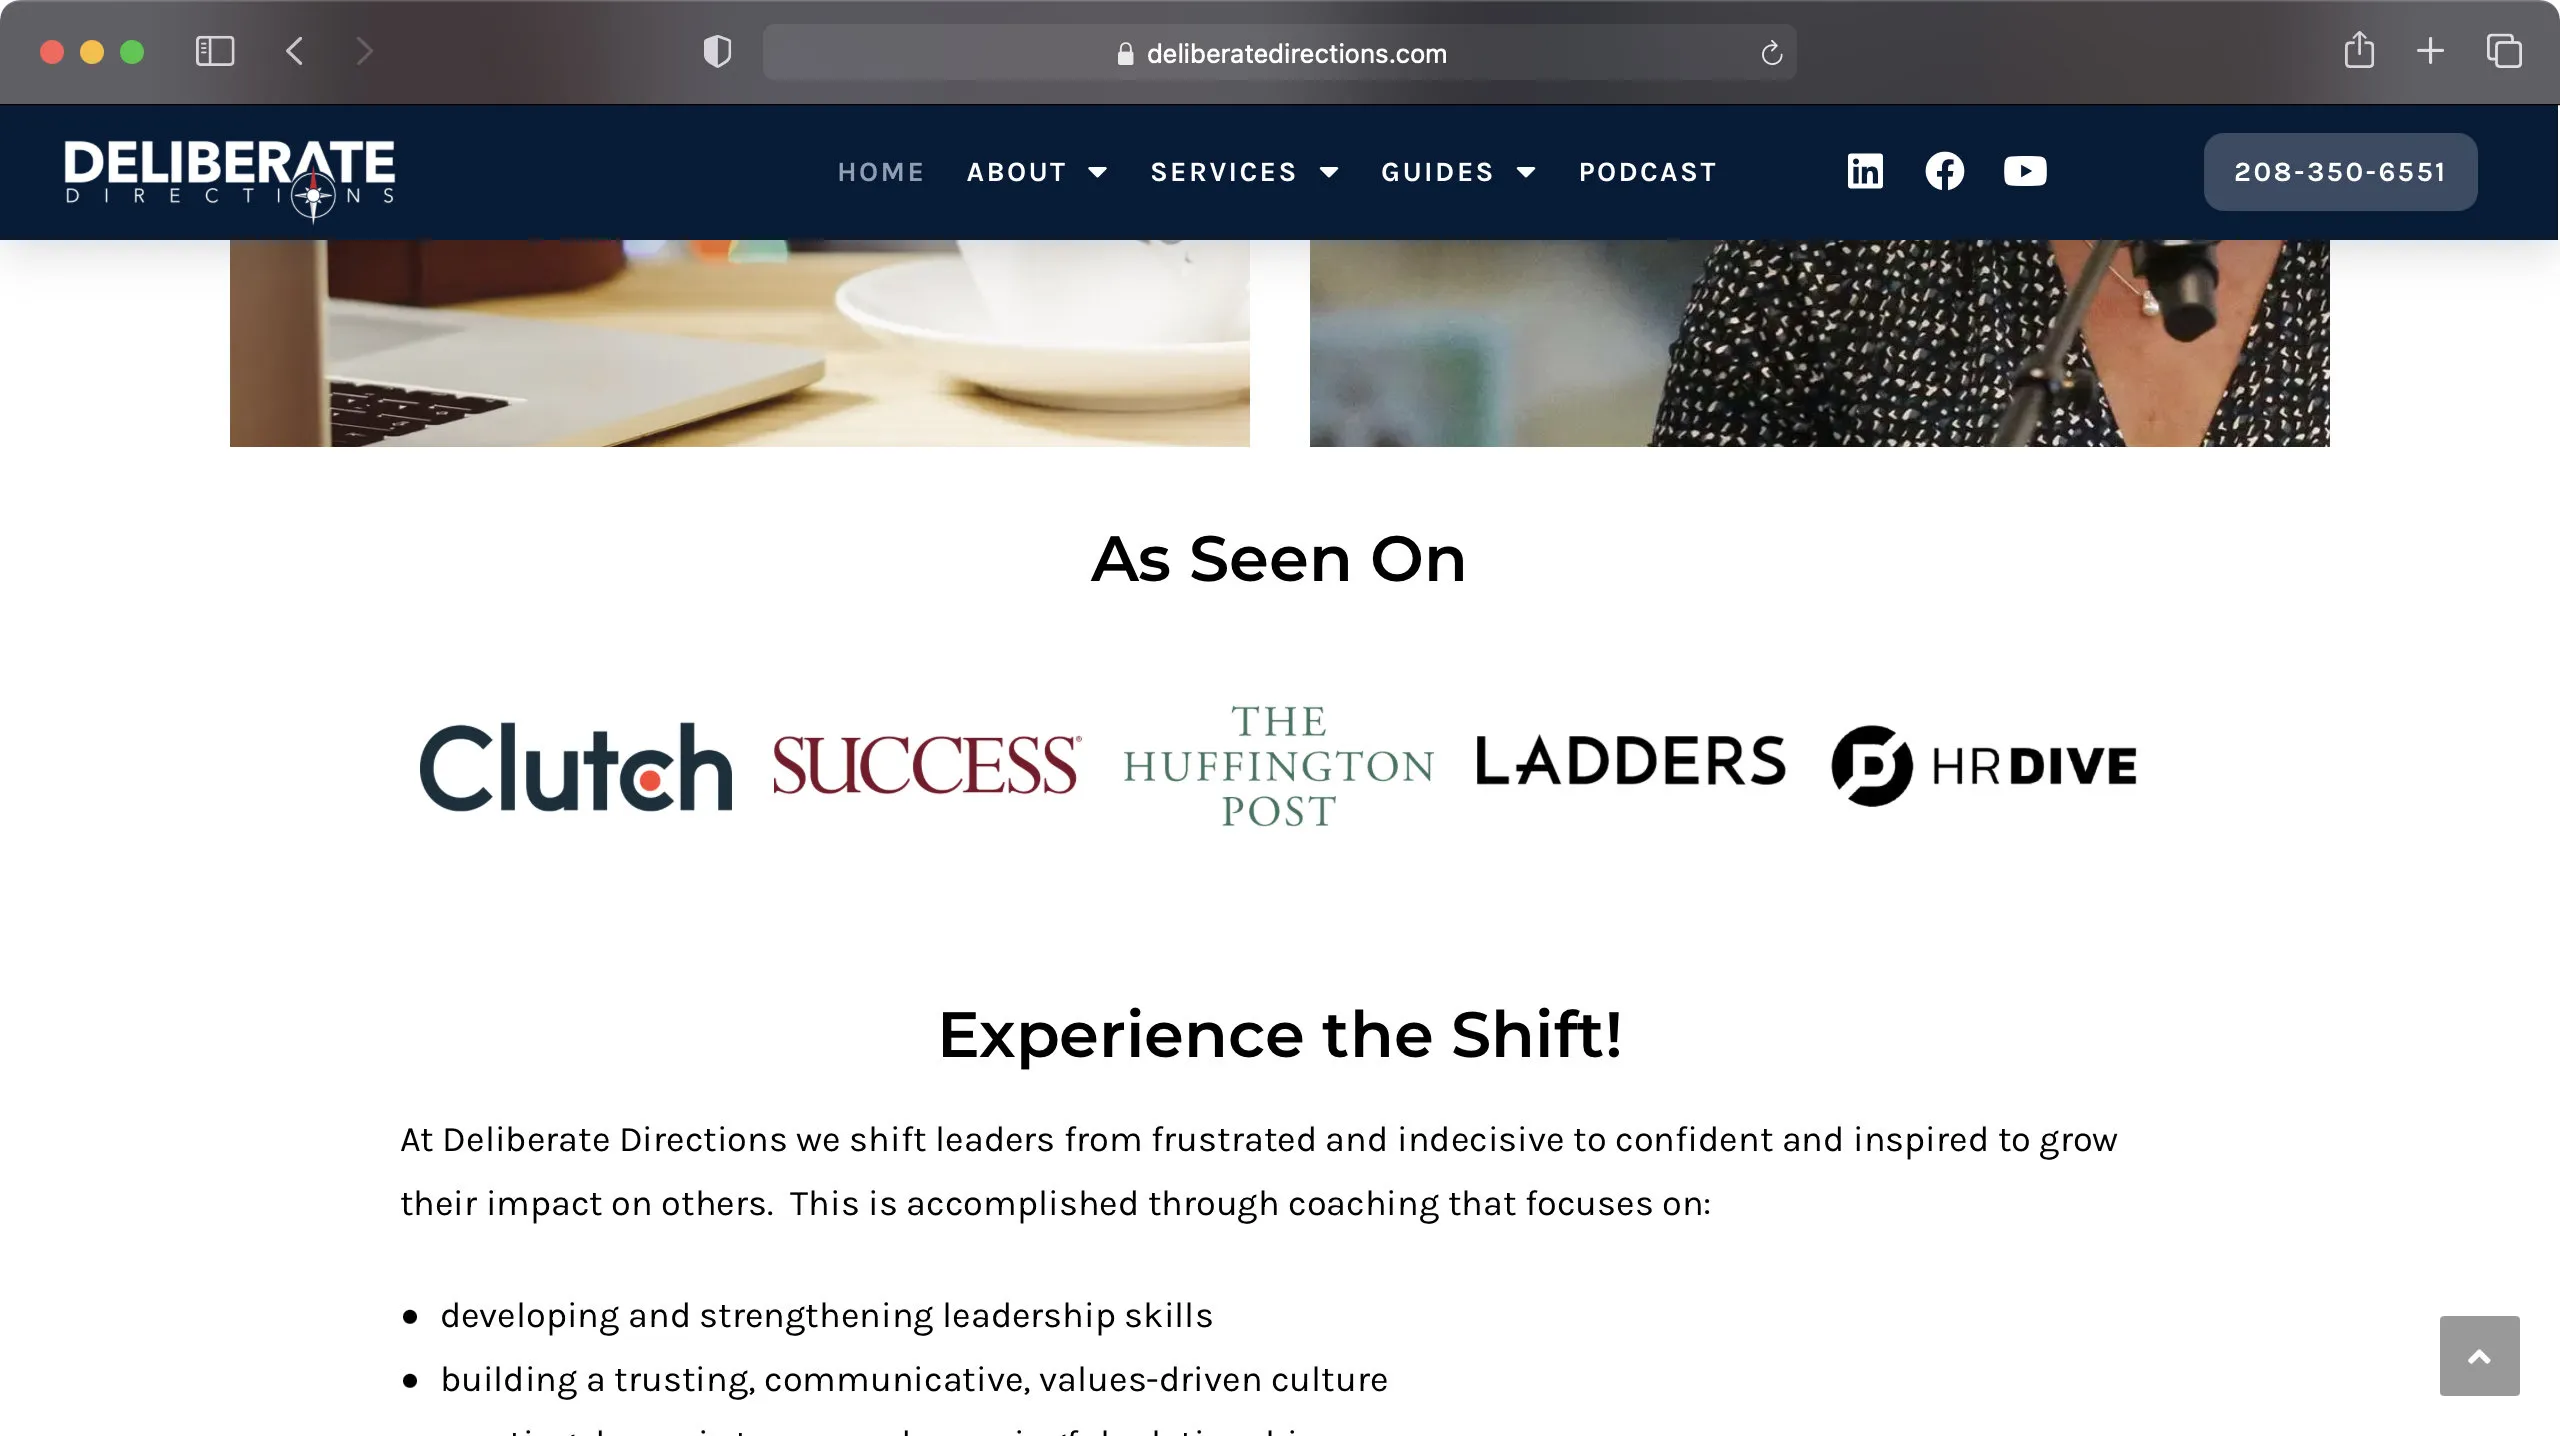 deliberatedirections.com
DELIBERATE
DIRECTIONS
HOME ABOUT SERVICES GUIDES PODCAST
208-350-6551
As Seen On
Clutch
SUCCESS®
THE
HUFFINGTON
POST
LADDERS
HR DIVE
Experience the Shift!
At Deliberate Directions we shift leaders from frustrated and indecisive to confident and inspired to grow
their impact on others.  This is accomplished through coaching that focuses on:
● developing and strengthening leadership skills
● building a trusting, communicative, values-driven culture